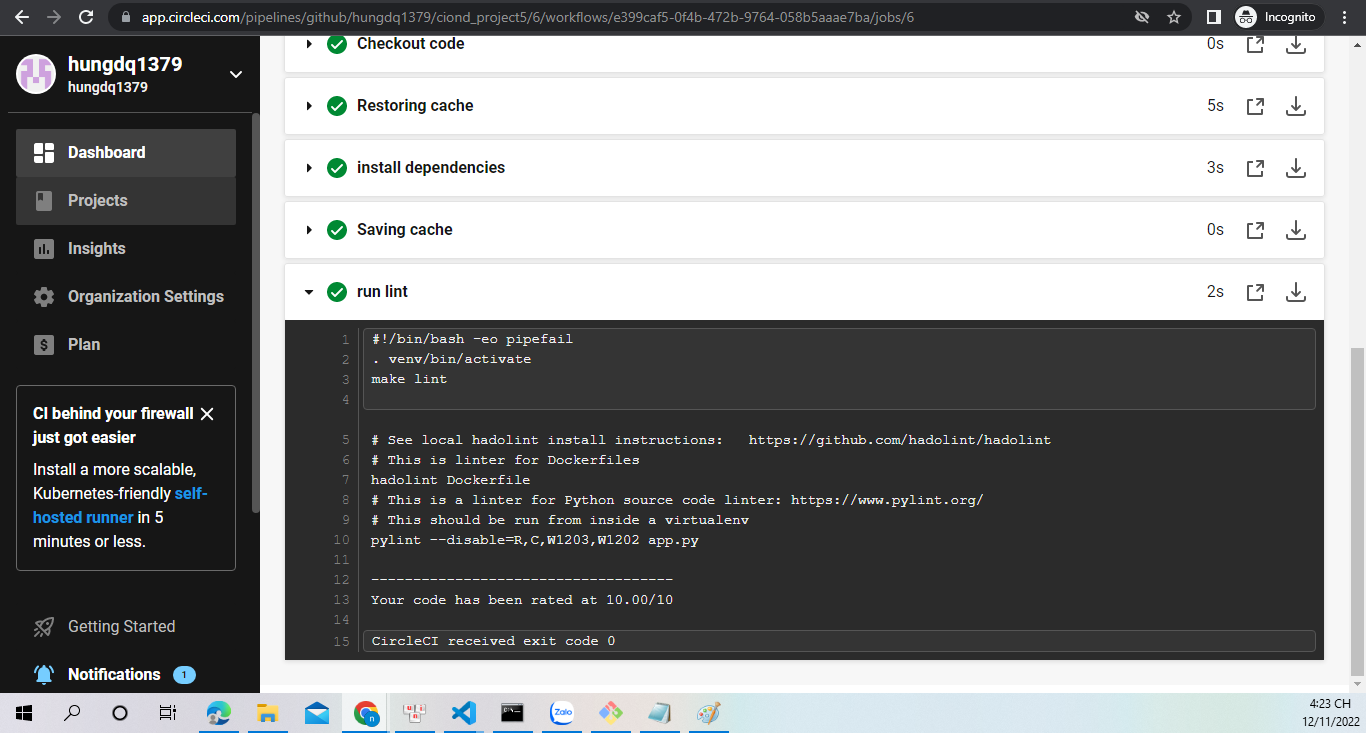 app.circleci.com/pipelines/github/hungdq1379/ciond_project5/6/workflows/e399caf5-0f4b-472b-9764-058b5aaae7ba/jobs/6
Incognito
hungdq1379
hungdq1379
Dashboard
Projects
Insights
Organization Settings
Plan
CI behind your firewall
just got easier
Install a more scalable,
Kubernetes-friendly self-
hosted runner in 5
minutes or less.
Getting Started
Notifications 1
Checkout code 0s
Restoring cache 5s
install dependencies 3s
Saving cache 0s
run lint 2s
1 #!/bin/bash -eo pipefail
2 . venv/bin/activate
3 make lint
4
5 # See local hadolint install instructions:   https://github.com/hadolint/hadolint
6 # This is linter for Dockerfiles
7 hadolint Dockerfile
8 # This is a linter for Python source code linter: https://www.pylint.org/
9 # This should be run from inside a virtualenv
10 pylint --disable=R,C,W1203,W1202 app.py
11
12 ------------------------------------
13 Your code has been rated at 10.00/10
14
15 CircleCI received exit code 0
Zalo
4:23 CH
12/11/2022